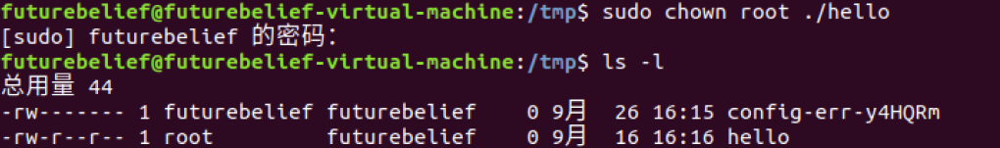 futurebelief@futurebelief-virtual-machine:/tmp$ sudo chown root ./hello
[sudo] futurebelief 的密码：
futurebelief@futurebelief-virtual-machine:/tmp$ ls -l
总用量 44
-rw------- 1 futurebelief futurebelief    0 9月  26 16:15 config-err-y4HQRm
-rw-r--r-- 1 root         futurebelief    0 9月  16 16:16 hello